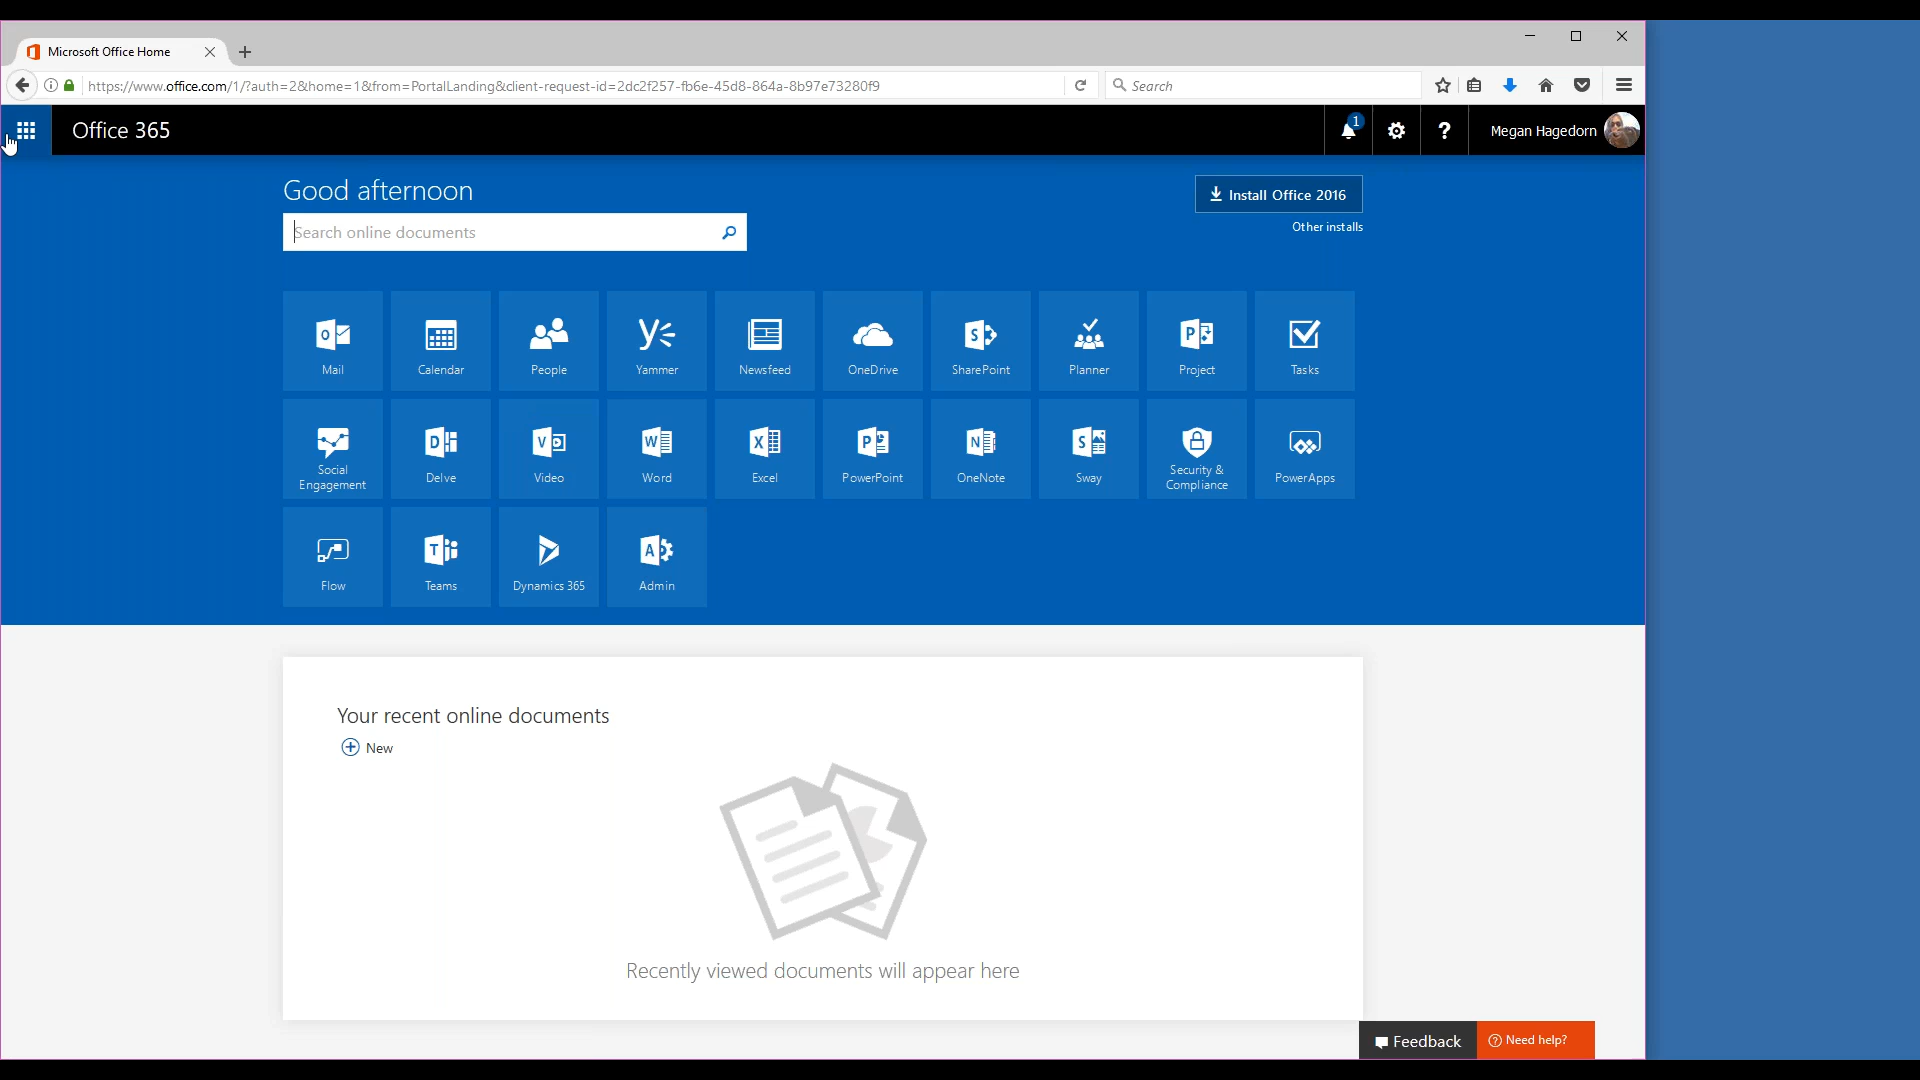 Microsoft Office Home
https://www.office.com/1/?auth=2&home=1&from=PortalLanding&client-request-id=2dc2f257-fb6e-45d8-864a-8b97e73280f9
Search
Office 365
1
?
Megan Hagedorn
Good afternoon
Install Office 2016
Search online documents
Other installs
Mail
Calendar
People
Yammer
Newsfeed
OneDrive
SharePoint
Planner
Project
Tasks
Social Engagement
Delve
Video
Word
Excel
PowerPoint
OneNote
Sway
Security & Compliance
PowerApps
Flow
Teams
Dynamics 365
Admin
Your recent online documents
New
Recently viewed documents will appear here
Feedback
Need help?